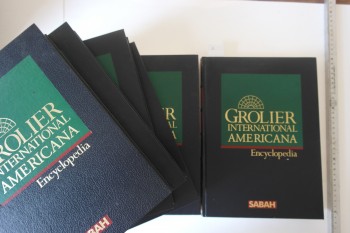 GROLIER
INTERNATIONAL
AMERICANA
Encyclopedia
SABAH
GROLIER
INTERNATIONAL
AMERICANA
Encyclopedia
SABAH